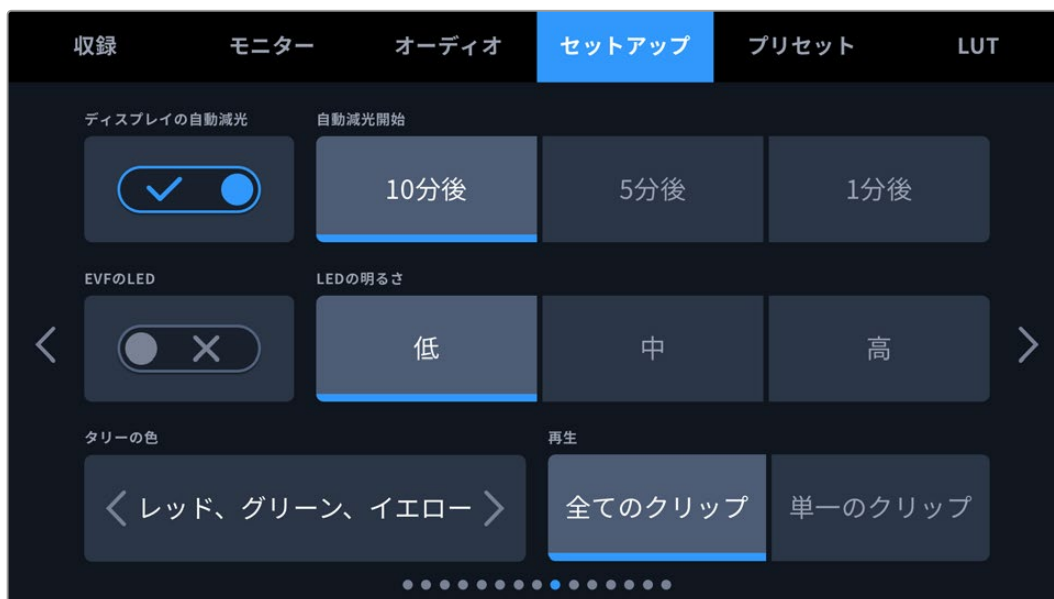 収録 モニター オーディオ セットアップ プリセット LUT
ディスプレイの自動減光 自動減光開始
10分後 5分後 1分後
EVFのLED LEDの明るさ
低 中 高
タリーの色 再生
レッド、グリーン、イエロー 全てのクリップ 単一のクリップ